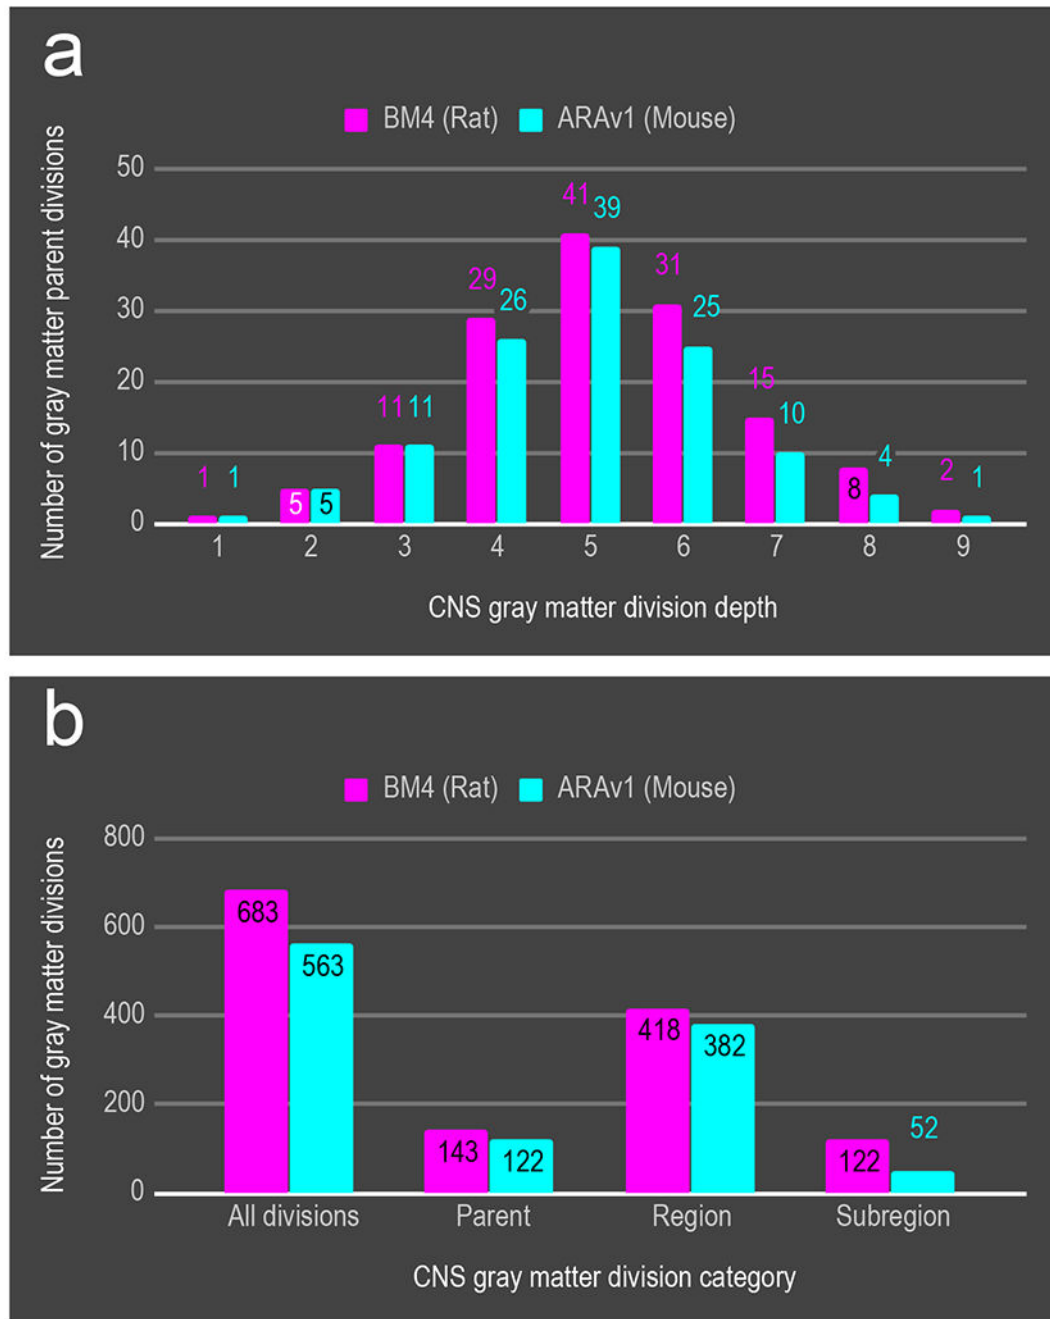 a
BM4 (Rat) ARAv1 (Mouse)
Number of gray matter parent divisions
50
40
30
20
10
0
1 1 5 5 11 11 29 26 41 39 31 25 15 10 8 4 2 1
1 2 3 4 5 6 7 8 9
CNS gray matter division depth
b
BM4 (Rat) ARAv1 (Mouse)
Number of gray matter divisions
800
600
400
200
0
683 563 143 122 418 382 122 52
All divisions Parent Region Subregion
CNS gray matter division category